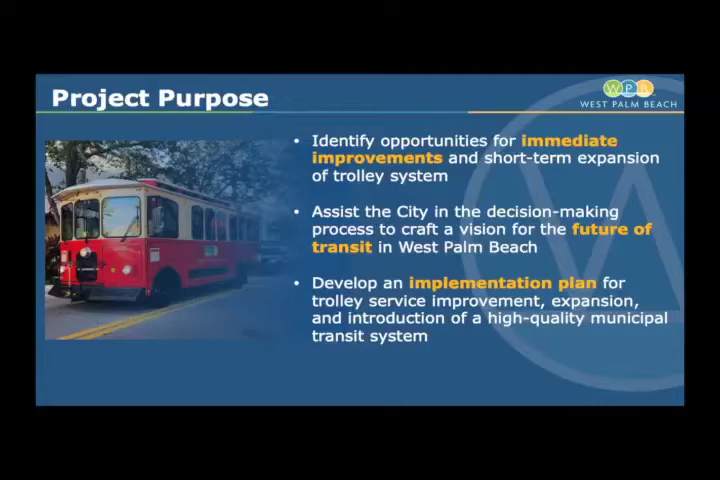 Project Purpose
WPB
WEST PALM BEACH
• Identify opportunities for immediate
improvements and short-term expansion
of trolley system
• Assist the City in the decision-making
process to craft a vision for the future of
transit in West Palm Beach
• Develop an implementation plan for
trolley service improvement, expansion,
and introduction of a high-quality municipal
transit system